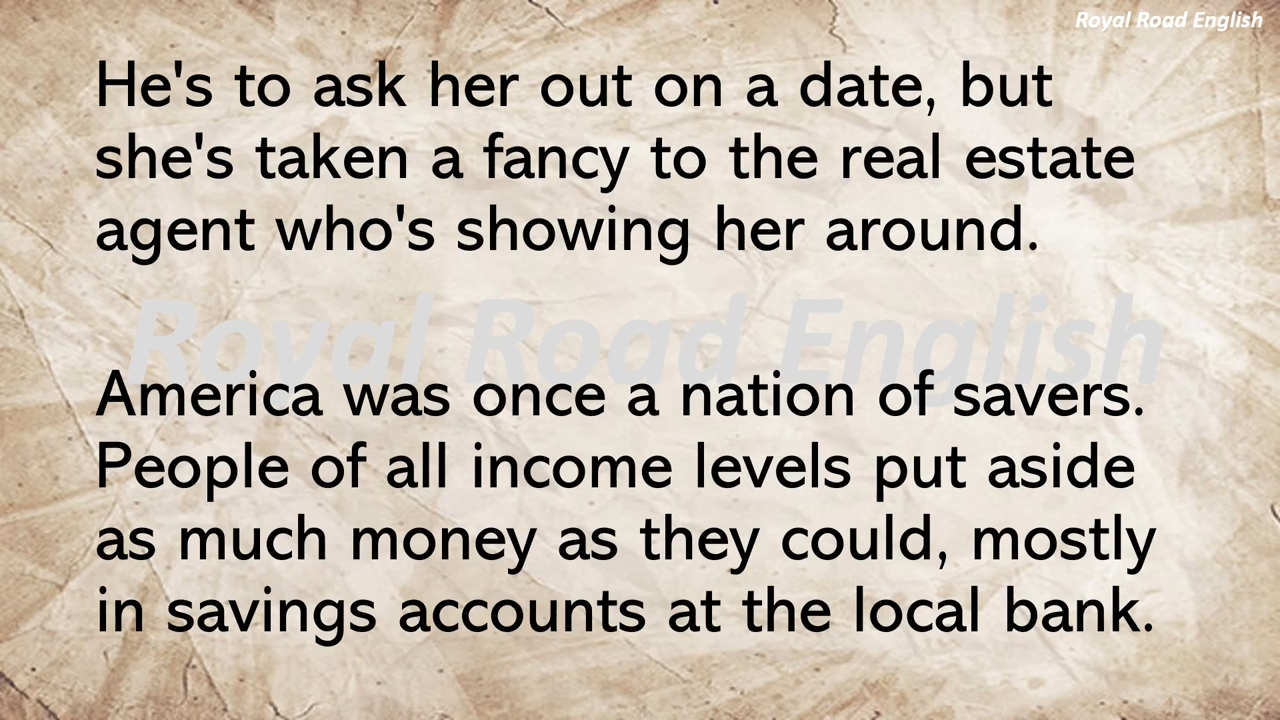 Royal Road English
He's to ask her out on a date, but
she's taken a fancy to the real estate
agent who's showing her around.
Royal Road English
America was once a nation of savers.
People of all income levels put aside
as much money as they could, mostly
in savings accounts at the local bank.